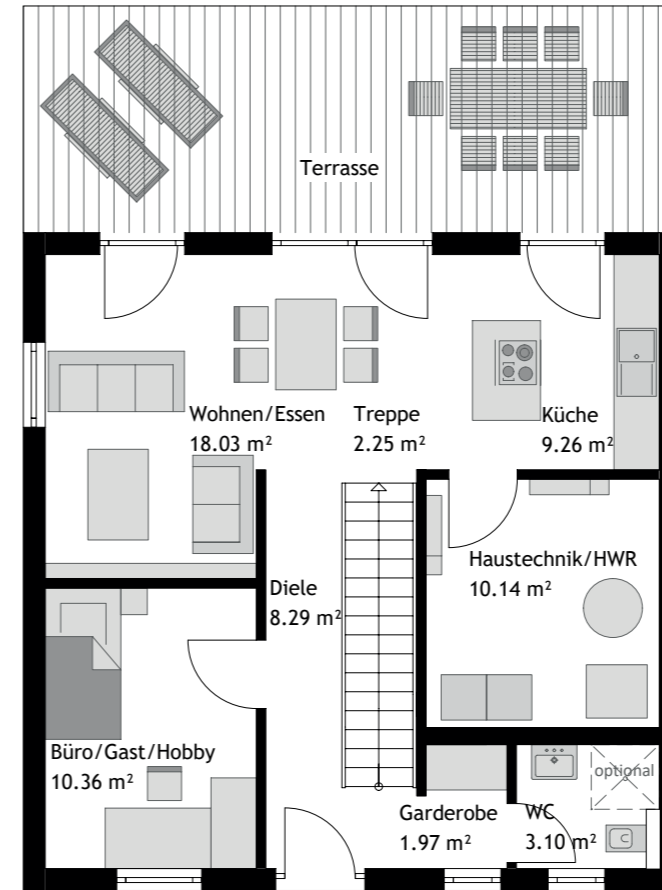 Terrasse
Wohnen/Essen
18.03 m²
Treppe
2.25 m²
Küche
9.26 m²
Haustechnik/HWR
10.14 m²
Diele
8.29 m²
Büro/Gast/Hobby
10.36 m²
optional
Garderobe
1.97 m²
WC
3.10 m²